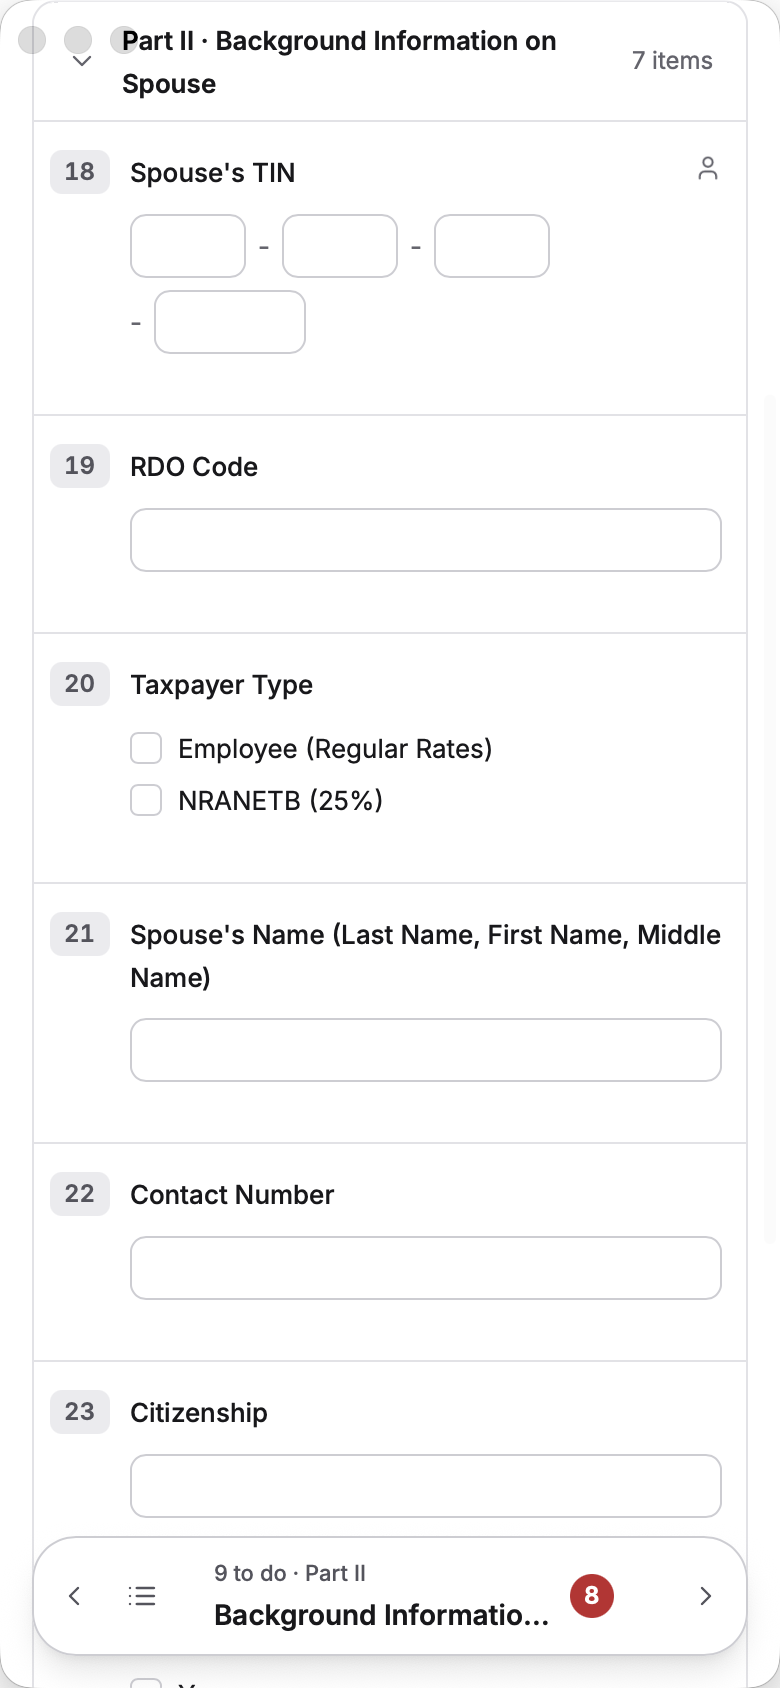 Part II · Background Information on
Spouse
7 items
18
Spouse's TIN
- -
-
19
RDO Code
20
Taxpayer Type
Employee (Regular Rates)
NRANETB (25%)
21
Spouse's Name (Last Name, First Name, Middle
Name)
22
Contact Number
23
Citizenship
9 to do · Part II
Background Informatio...
8